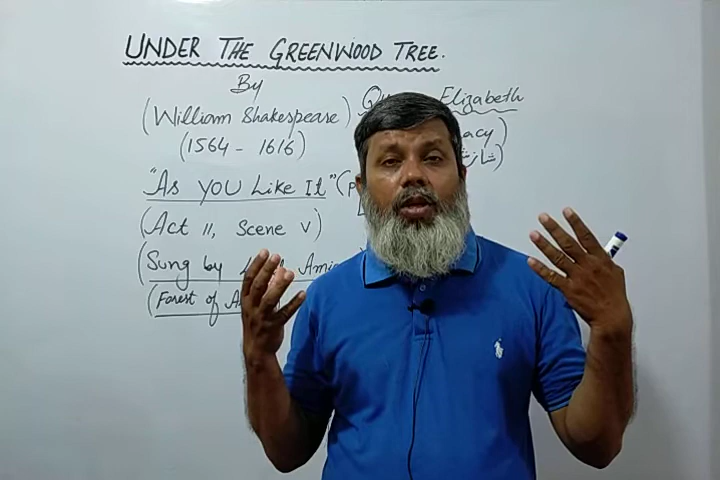 UNDER THE GREENWOOD TREE.
By
(William Shakespeare)
(1564 - 1616)
"As YOU Like It" (P
(Act II, Scene V)
(Sung by Ami
(Forest of A
Elizabeth
acy)